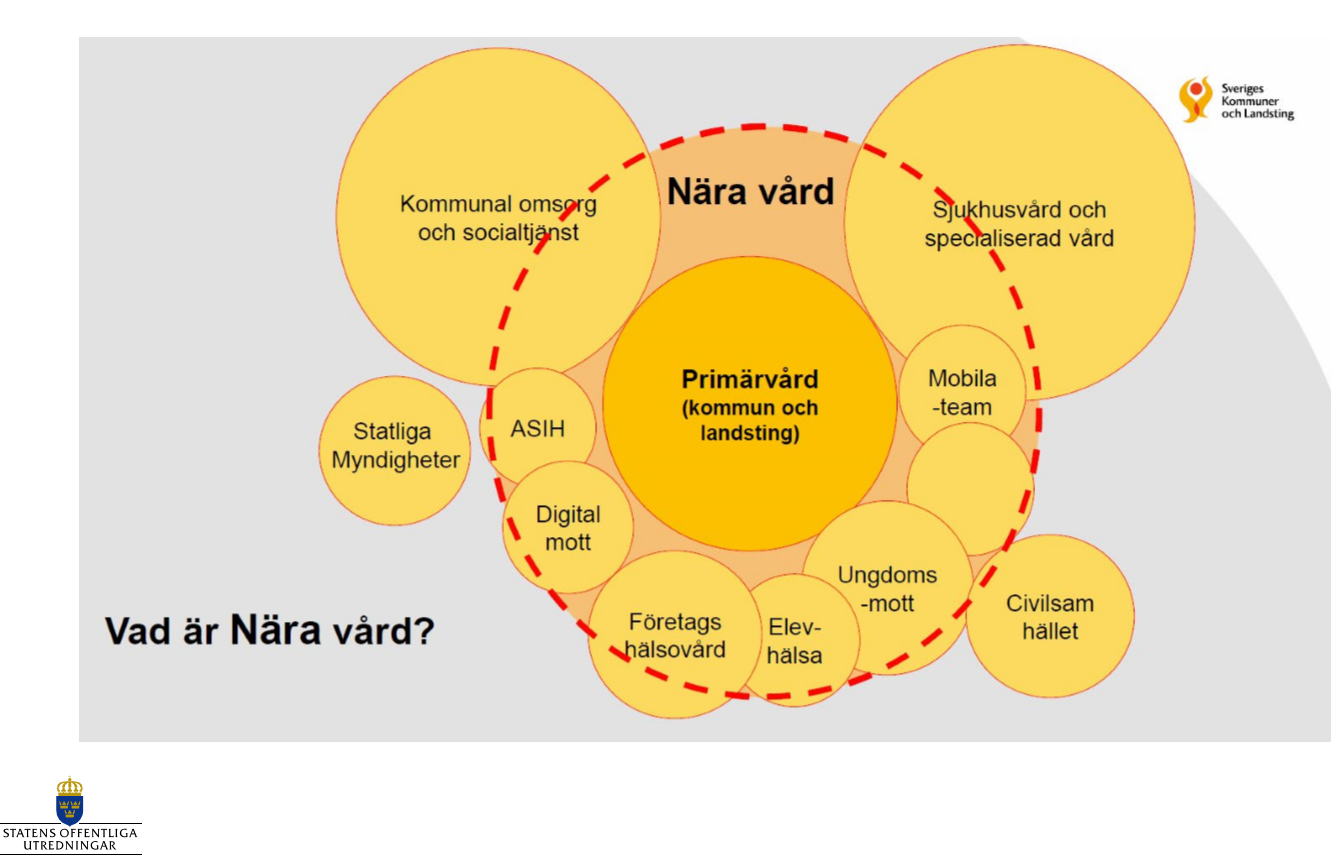 Sveriges
Kommuner
och Landsting
Nära vård
Kommunal omsorg
och socialtjänst
Sjukhusvård och
specialiserad vård
Primärvård
(kommun och
landsting)
Mobila
-team
Statliga
Myndigheter
ASIH
Digital
mott
Ungdoms
-mott
Civilsam
hället
Företags
hälsovård
Elev-
hälsa
Vad är Nära vård?
STATENS OFFENTLIGA
UTREDNINGAR